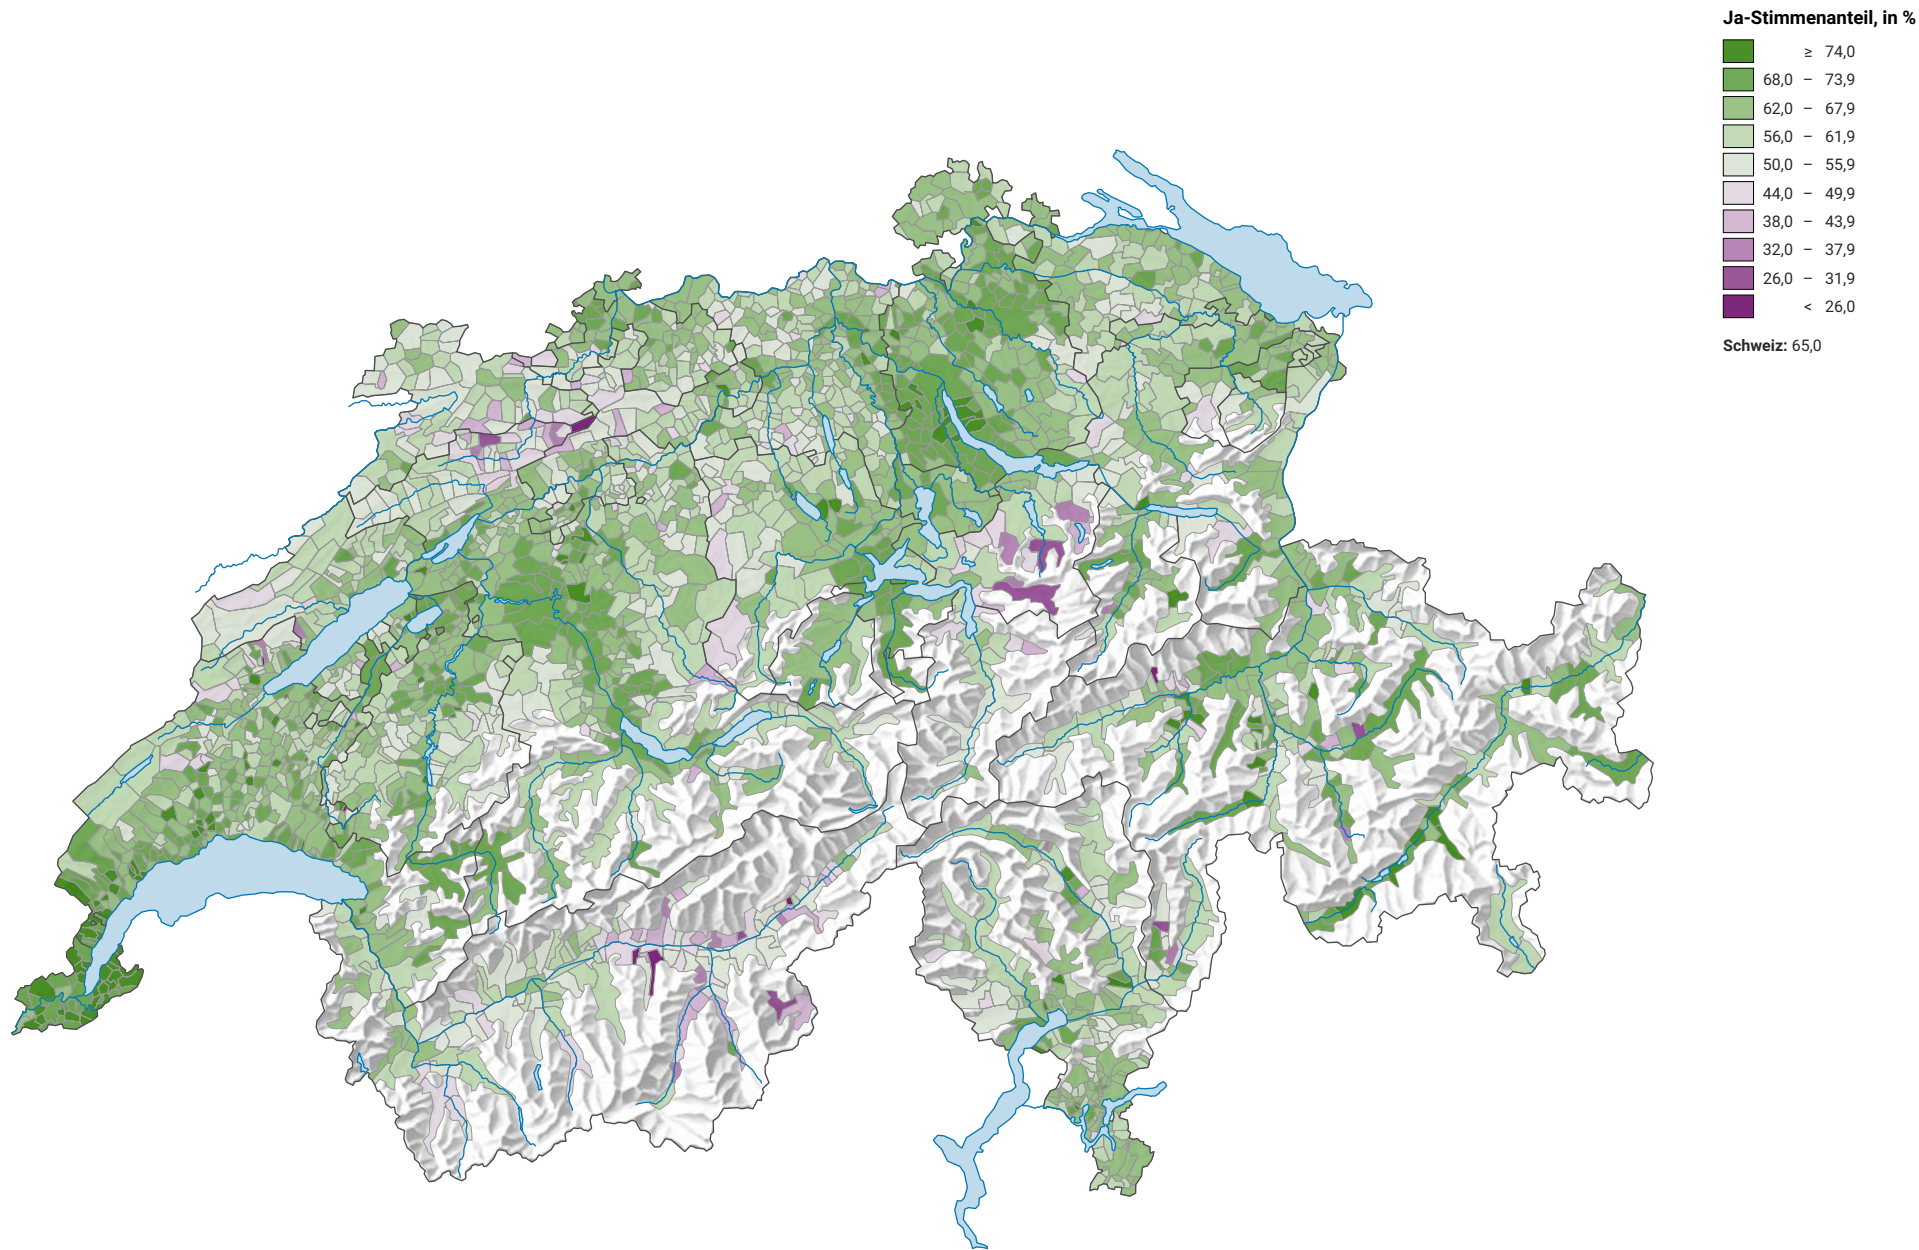 Ja-Stimmenanteil, in %
≥ 74,0
68,0 – 73,9
62,0 – 67,9
56,0 – 61,9
50,0 – 55,9
44,0 – 49,9
38,0 – 43,9
32,0 – 37,9
26,0 – 31,9
< 26,0
Schweiz: 65,0